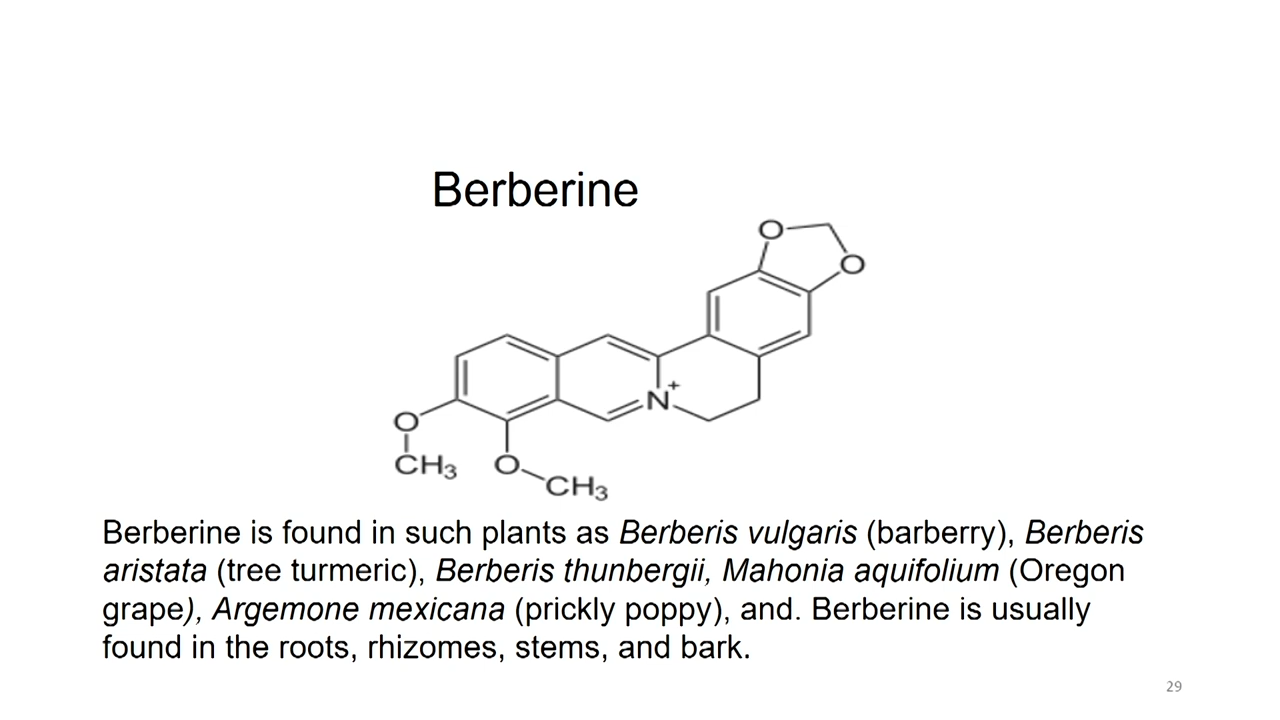 Berberine
O
O
N+
O
CH3
O
CH3
Berberine is found in such plants as Berberis vulgaris (barberry), Berberis
aristata (tree turmeric), Berberis thunbergii, Mahonia aquifolium (Oregon
grape), Argemone mexicana (prickly poppy), and. Berberine is usually
found in the roots, rhizomes, stems, and bark.
29